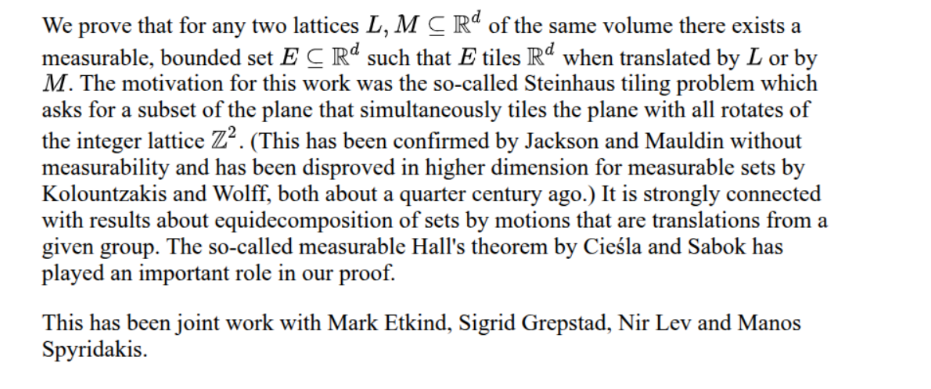 We prove that for any two lattices L, M ⊆ ℝᵈ of the same volume there exists a
measurable, bounded set E ⊆ ℝᵈ such that E tiles ℝᵈ when translated by L or by
M. The motivation for this work was the so-called Steinhaus tiling problem which
asks for a subset of the plane that simultaneously tiles the plane with all rotates of
the integer lattice ℤ². (This has been confirmed by Jackson and Mauldin without
measurability and has been disproved in higher dimension for measurable sets by
Kolountzakis and Wolff, both about a quarter century ago.) It is strongly connected
with results about equidecomposition of sets by motions that are translations from a
given group. The so-called measurable Hall's theorem by Cieśla and Sabok has
played an important role in our proof.
This has been joint work with Mark Etkind, Sigrid Grepstad, Nir Lev and Manos
Spyridakis.